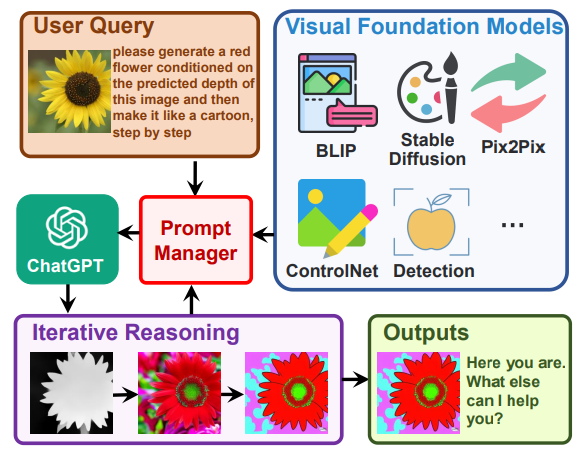 User Query
please generate a red
flower conditioned on
the predicted depth of
this image and then
make it like a cartoon,
step by step
Visual Foundation Models
BLIP
Stable
Diffusion
Pix2Pix
ControlNet
Detection
...
ChatGPT
Prompt
Manager
Iterative Reasoning
Outputs
Here you are.
What else
can I help
you?